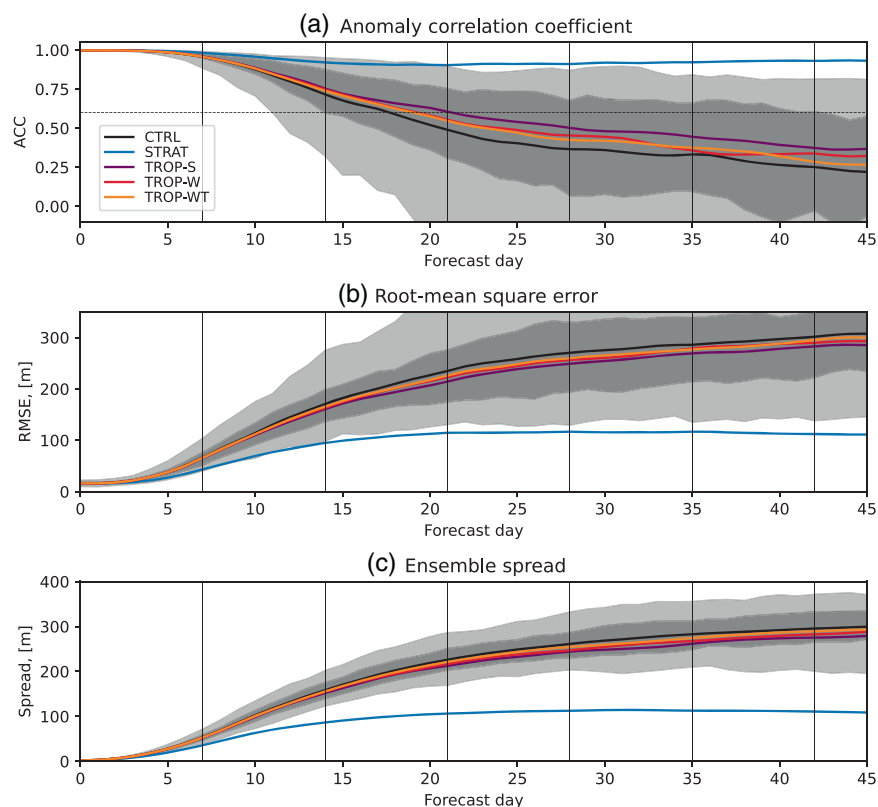 (a) Anomaly correlation coefficient
1.00
0.75
0.50
0.25
0.00
ACC
CTRL
STRAT
TROP-S
TROP-W
TROP-WT
0 5 10 15 20 25 30 35 40 45
Forecast day
(b) Root-mean square error
300
200
100
0
RMSE, [m]
0 5 10 15 20 25 30 35 40 45
Forecast day
(c) Ensemble spread
400
300
200
100
0
Spread, [m]
0 5 10 15 20 25 30 35 40 45
Forecast day